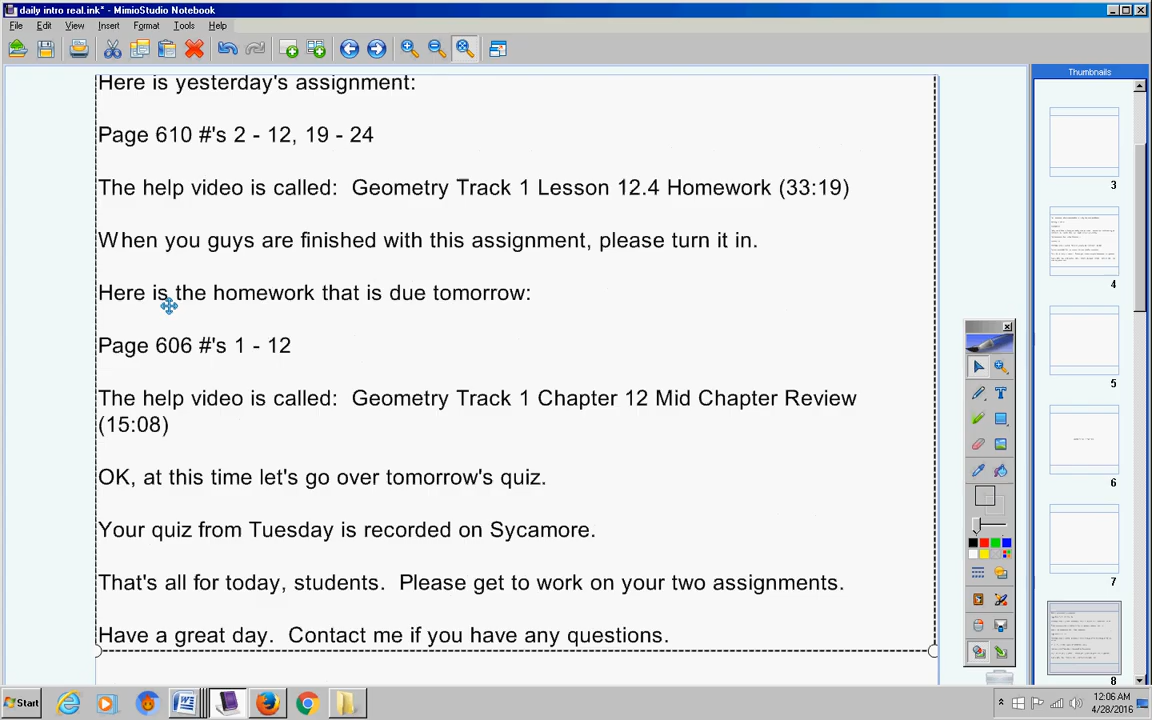 daily intro real.ink* - MimioStudio Notebook
File Edit View Insert Format Tools Help
Here is yesterday's assignment:
Page 610 #'s 2 - 12, 19 - 24
The help video is called:  Geometry Track 1 Lesson 12.4 Homework (33:19)
When you guys are finished with this assignment, please turn it in.
Here is the homework that is due tomorrow:
Page 606 #'s 1 - 12
The help video is called:  Geometry Track 1 Chapter 12 Mid Chapter Review
(15:08)
OK, at this time let's go over tomorrow's quiz.
Your quiz from Tuesday is recorded on Sycamore.
That's all for today, students.  Please get to work on your two assignments.
Have a great day.  Contact me if you have any questions.
Thumbnails
3
4
5
6
7
8
Start
12:06 AM
4/28/2016